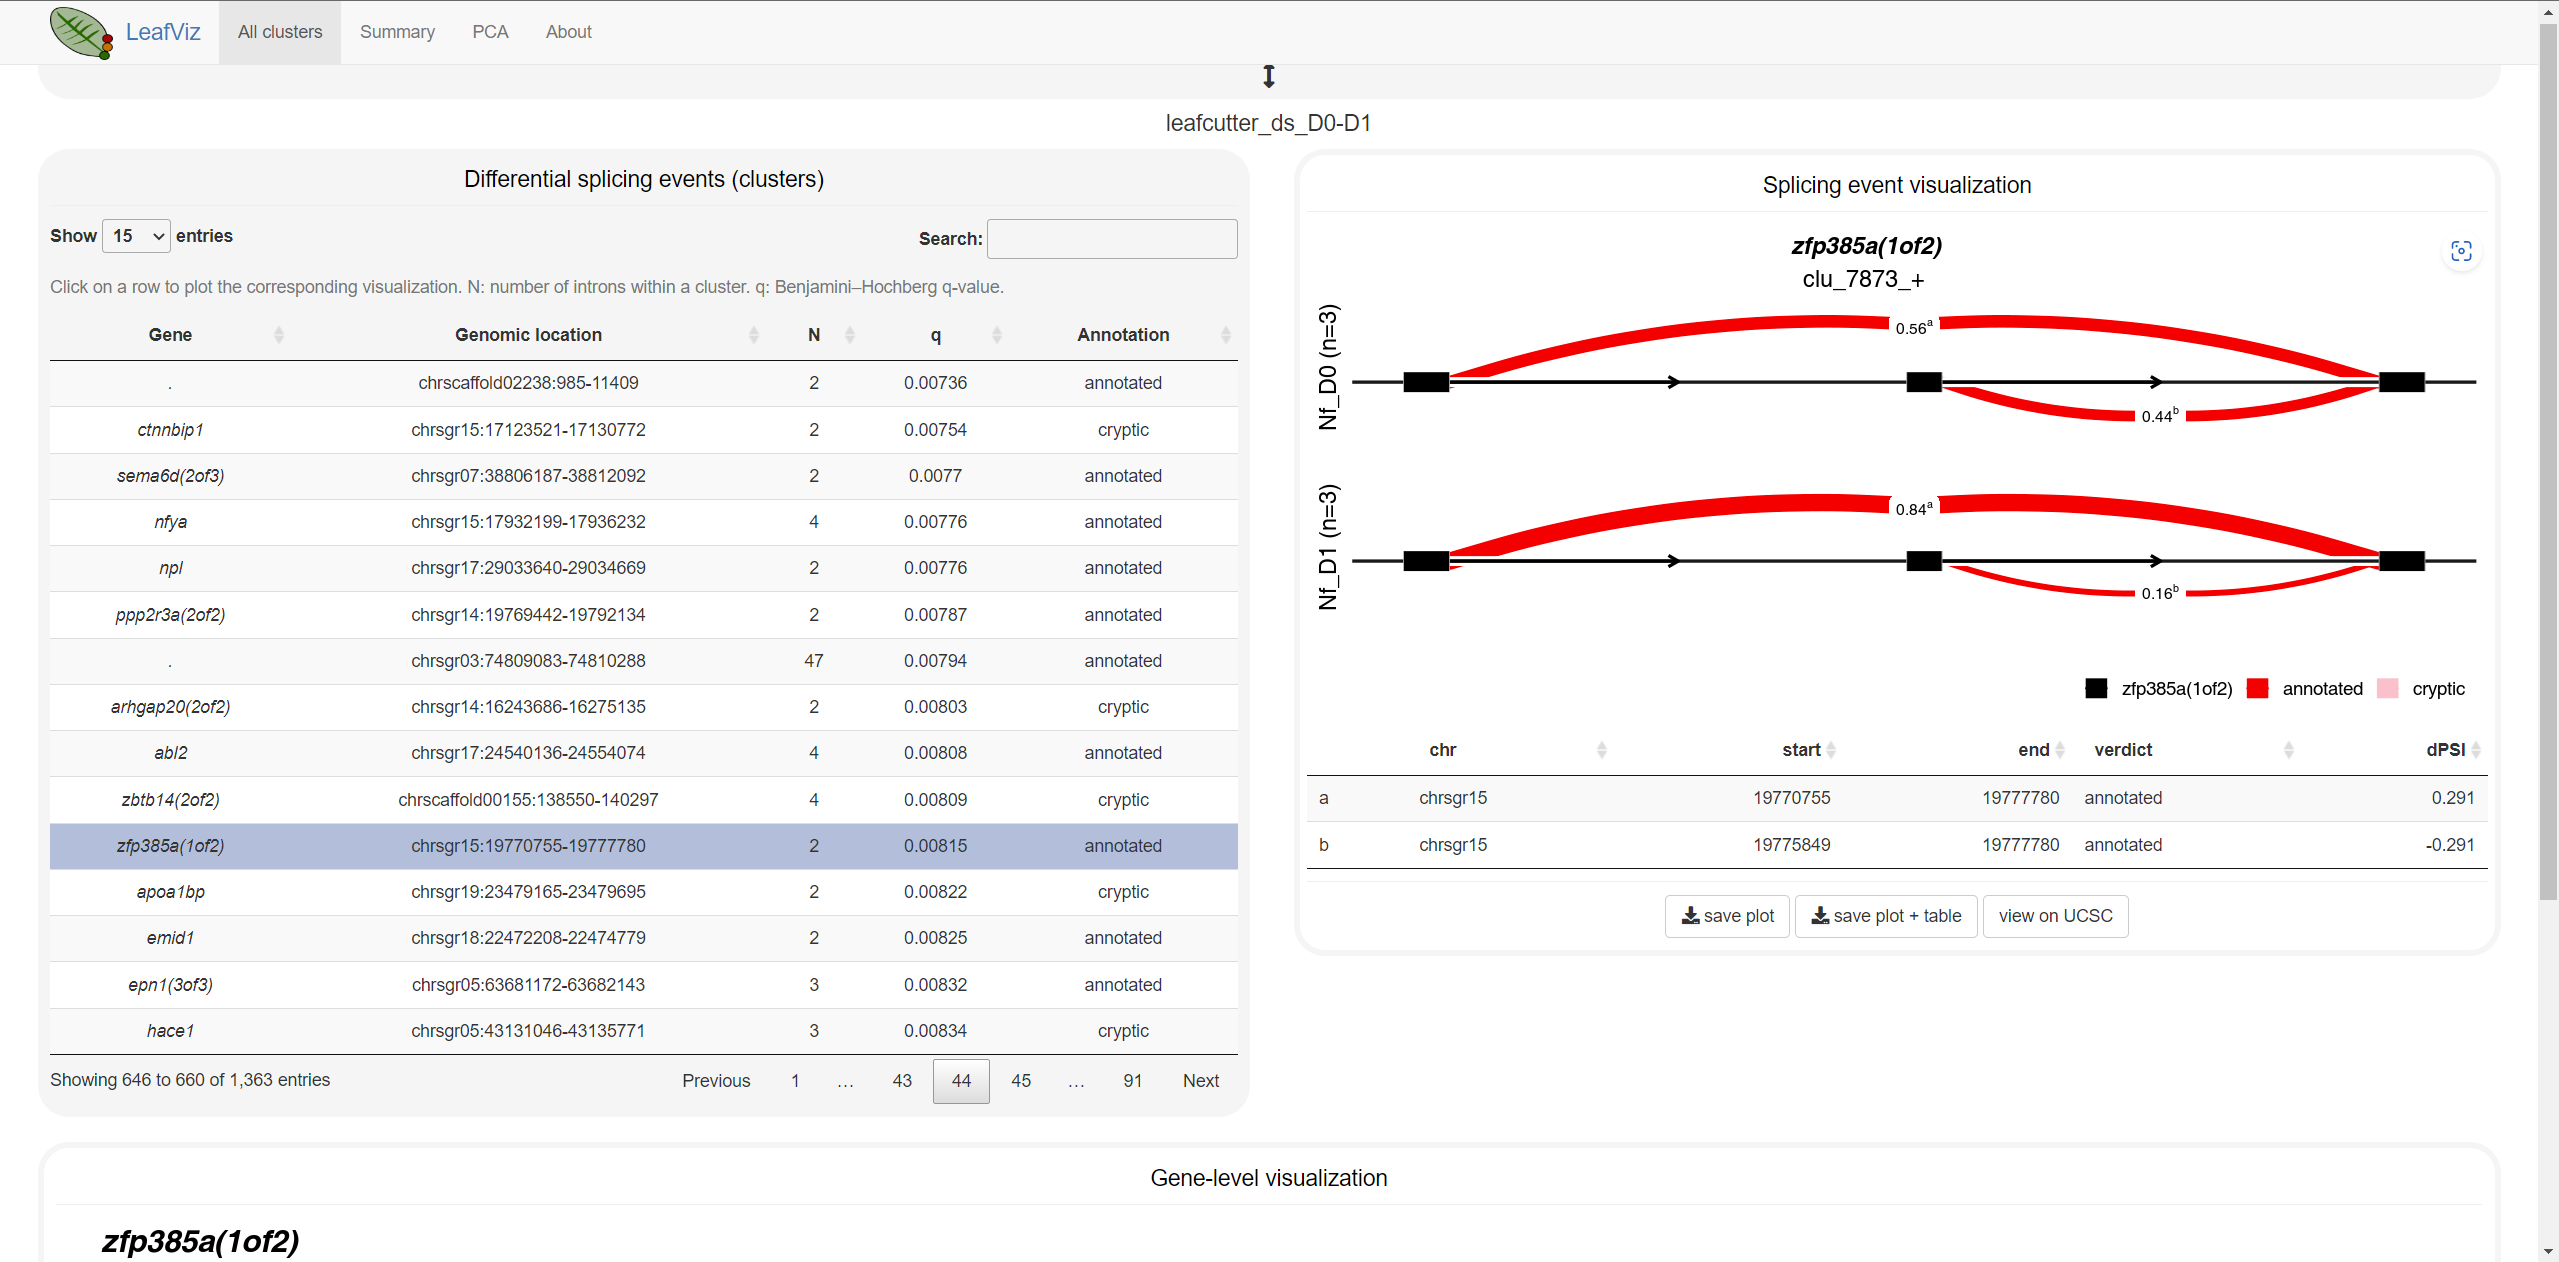 LeafViz All clusters Summary PCA About
leafcutter_ds_D0-D1
Differential splicing events (clusters)
Show 15 entries Search:
Click on a row to plot the corresponding visualization. N: number of introns within a cluster. q: Benjamini–Hochberg q-value.
Gene Genomic location N q Annotation
. chrscaffold02238:985-11409 2 0.00736 annotated
ctnnbip1 chrsgr15:17123521-17130772 2 0.00754 cryptic
sema6d(2of3) chrsgr07:38806187-38812092 2 0.0077 annotated
nfya chrsgr15:17932199-17936232 4 0.00776 annotated
npl chrsgr17:29033640-29034669 2 0.00776 annotated
ppp2r3a(2of2) chrsgr14:19769442-19792134 2 0.00787 annotated
. chrsgr03:74809083-74810288 47 0.00794 annotated
arhgap20(2of2) chrsgr14:16243686-16275135 2 0.00803 cryptic
abl2 chrsgr17:24540136-24554074 4 0.00808 annotated
zbtb14(2of2) chrscaffold00155:138550-140297 4 0.00809 cryptic
zfp385a(1of2) chrsgr15:19770755-19777780 2 0.00815 annotated
apoa1bp chrsgr19:23479165-23479695 2 0.00822 cryptic
emid1 chrsgr18:22472208-22474779 2 0.00825 annotated
epn1(3of3) chrsgr05:63681172-63682143 3 0.00832 annotated
hace1 chrsgr05:43131046-43135771 3 0.00834 cryptic
Showing 646 to 660 of 1,363 entries Previous 1 … 43 44 45 … 91 Next
Splicing event visualization
zfp385a(1of2)
clu_7873_+
Nf_D0 (n=3)
0.56ª
0.44ᵇ
Nf_D1 (n=3)
0.84ª
0.16ᵇ
zfp385a(1of2) annotated cryptic
chr start end verdict dPSI
a chrsgr15 19770755 19777780 annotated 0.291
b chrsgr15 19775849 19777780 annotated -0.291
save plot save plot + table view on UCSC
Gene-level visualization
zfp385a(1of2)